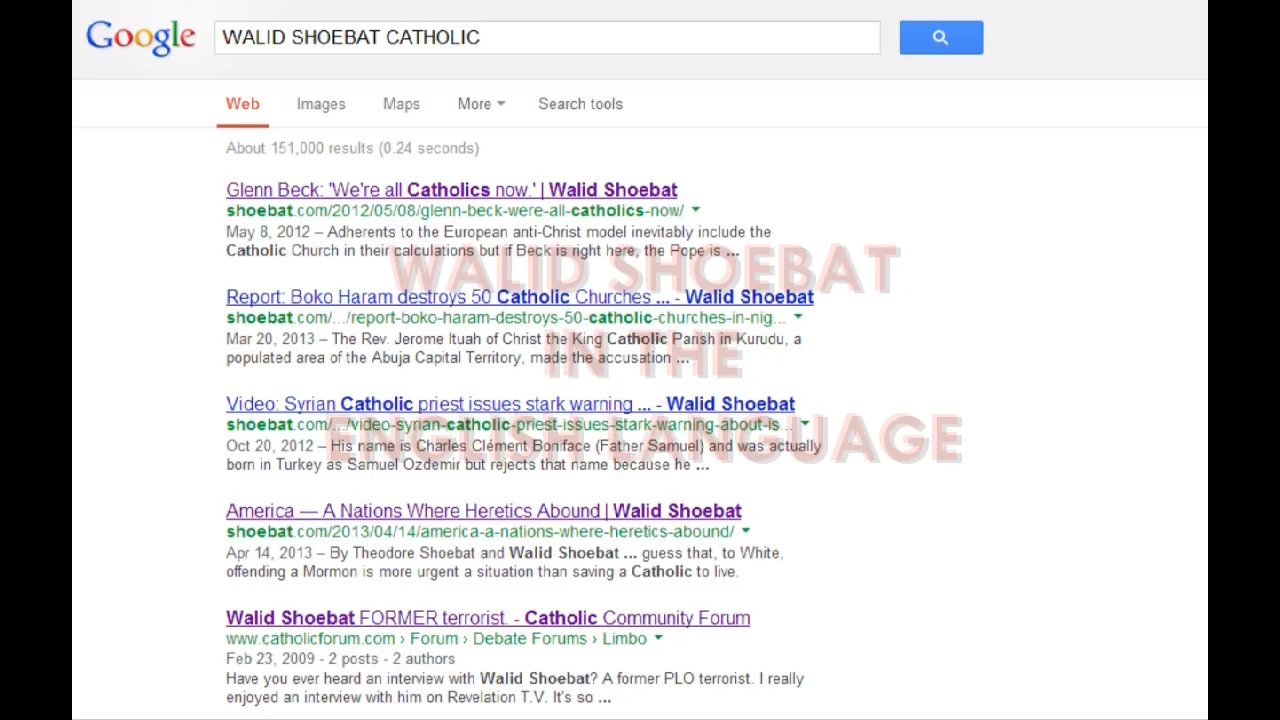 Google WALID SHOEBAT CATHOLIC
Web Images Maps More Search tools
About 151,000 results (0.24 seconds)
Glenn Beck: 'We're all Catholics now.' | Walid Shoebat
shoebat.com/2012/05/08/glenn-beck-were-all-catholics-now/
May 8, 2012 – Adherents to the European anti-Christ model inevitably include the
Catholic Church in their calculations but if Beck is right here, the Pope is ...
WALID SHOEBAT
Report: Boko Haram destroys 50 Catholic Churches ... - Walid Shoebat
shoebat.com/.../report-boko-haram-destroys-50-catholic-churches-in-nig...
Mar 20, 2013 – The Rev. Jerome Ituah of Christ the King Catholic Parish in Kurudu, a
populated area of the Abuja Capital Territory, made the accusation ...
IN THE
Video: Syrian Catholic priest issues stark warning ... - Walid Shoebat
shoebat.com/.../video-syrian-catholic-priest-issues-stark-warning-about-is...
Oct 20, 2012 – His name is Charles Clément Boniface (Father Samuel) and was actually
born in Turkey as Samuel Ozdemir but rejects that name because he ...
ENGLISH LANGUAGE
America — A Nations Where Heretics Abound | Walid Shoebat
shoebat.com/2013/04/14/america-a-nations-where-heretics-abound/
Apr 14, 2013 – By Theodore Shoebat and Walid Shoebat ... guess that, to White,
offending a Mormon is more urgent a situation than saving a Catholic to live.
Walid Shoebat FORMER terrorist. - Catholic Community Forum
www.catholicforum.com › Forum › Debate Forums › Limbo
Feb 23, 2009 - 2 posts - 2 authors
Have you ever heard an interview with Walid Shoebat? A former PLO terrorist. I really
enjoyed an interview with him on Revelation T.V. It's so ...